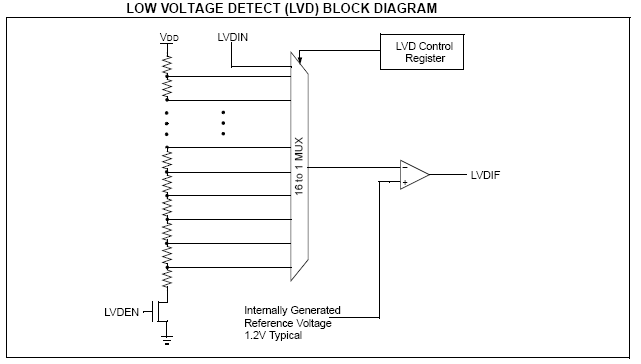 LOW VOLTAGE DETECT (LVD) BLOCK DIAGRAM
VDD
LVDIN
LVD Control
Register
16 to 1 MUX
–
+
LVDIF
LVDEN
Internally Generated
Reference Voltage
1.2V Typical